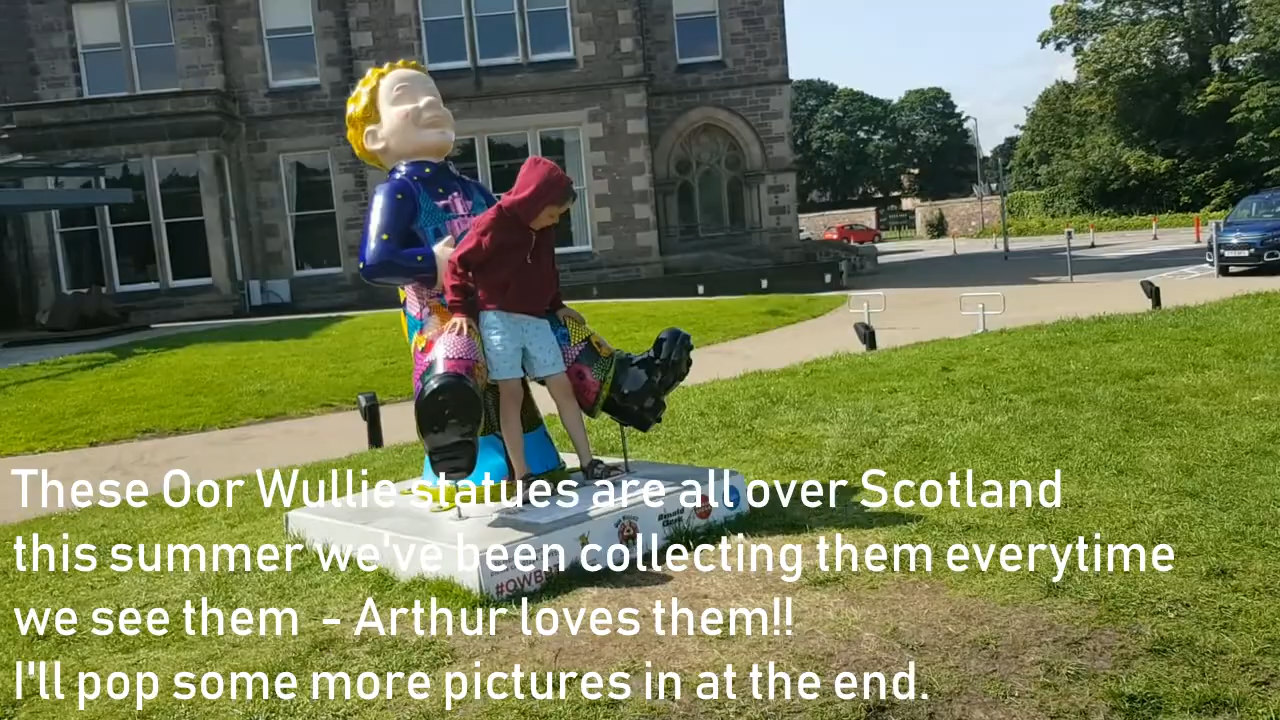 These Oor Wullie statues are all over Scotland
this summer we've been collecting them everytime
we see them - Arthur loves them!!
I'll pop some more pictures in at the end.